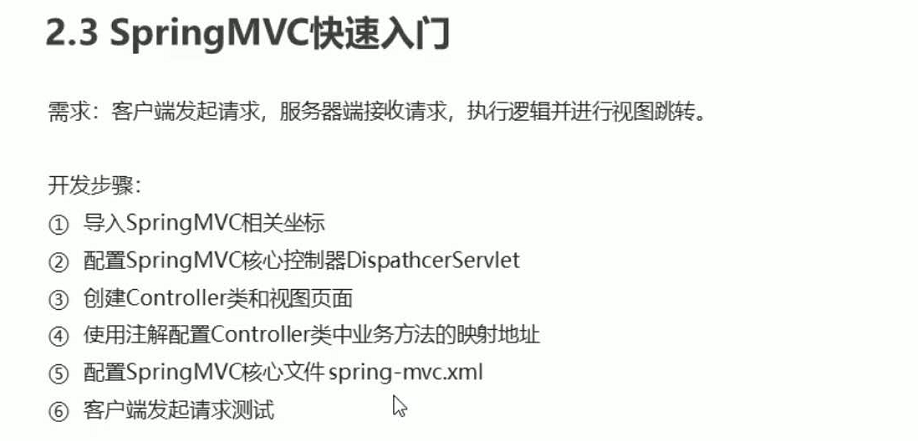 2.3 SpringMVC快速入门
需求：客户端发起请求，服务器端接收请求，执行逻辑并进行视图跳转。
开发步骤：
① 导入SpringMVC相关坐标
② 配置SpringMVC核心控制器DispathcerServlet
③ 创建Controller类和视图页面
④ 使用注解配置Controller类中业务方法的映射地址
⑤ 配置SpringMVC核心文件 spring-mvc.xml
⑥ 客户端发起请求测试